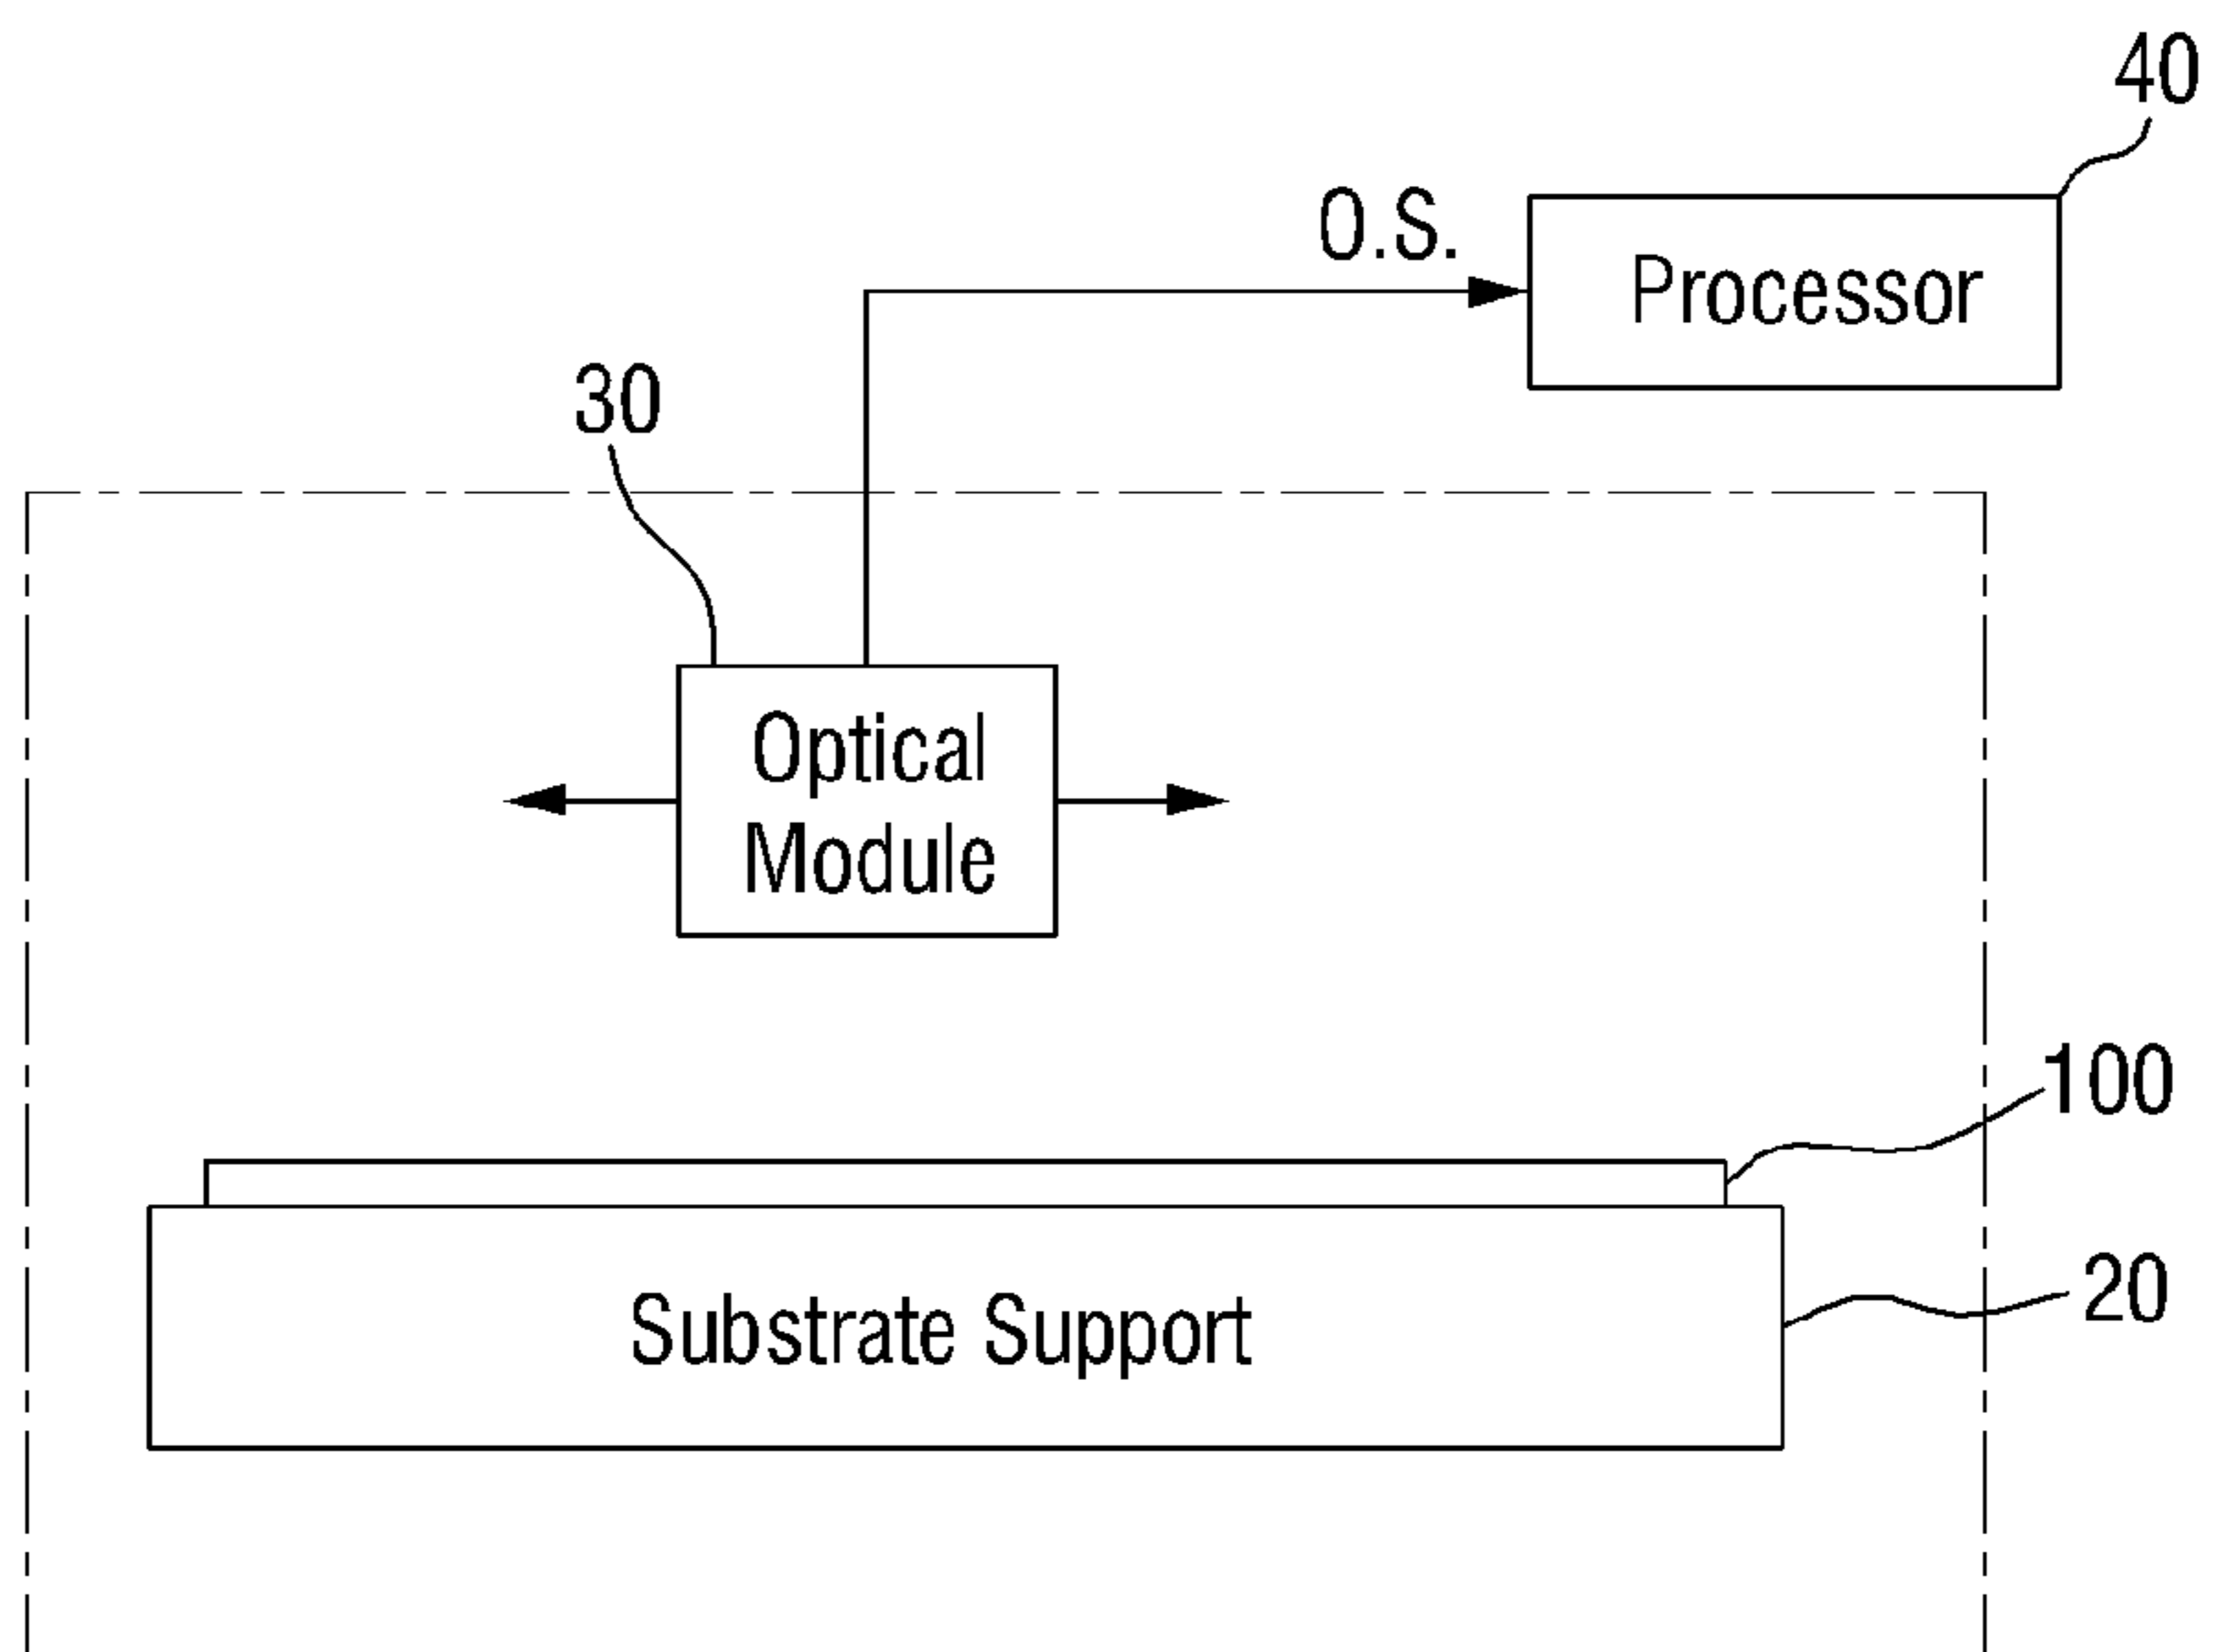 40
O.S.
Processor
30
Optical
Module
100
20
Substrate Support